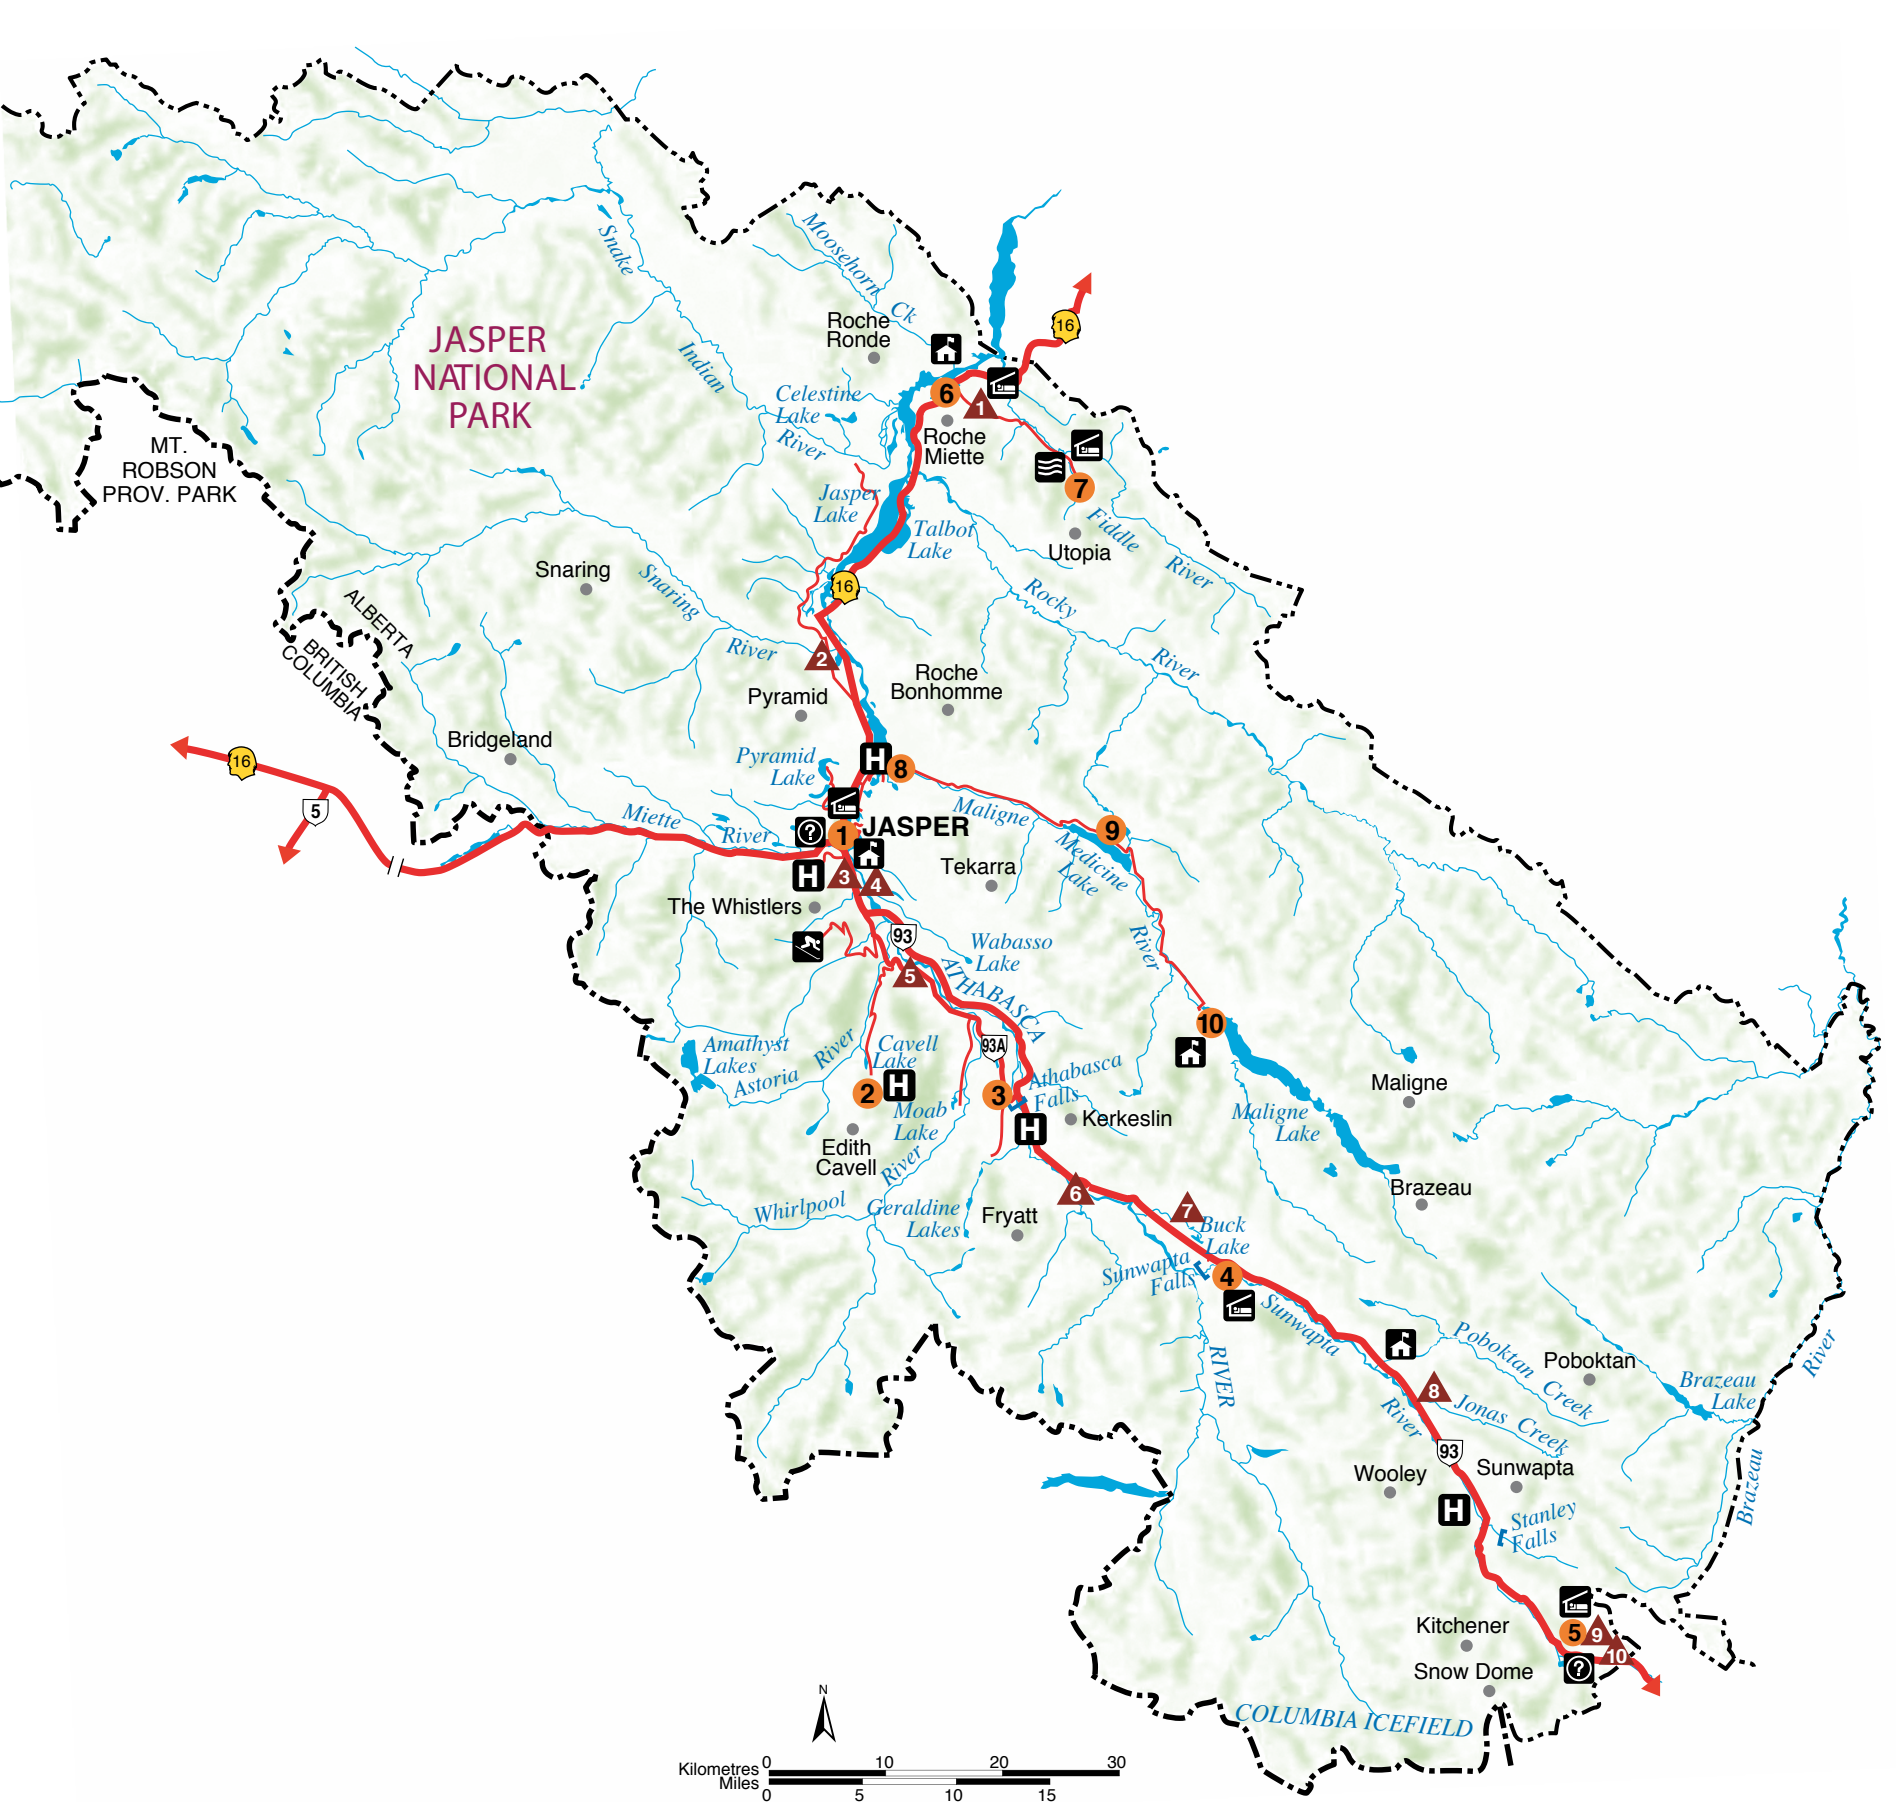 Moosehorn
Ck
Snake
16
Roche
Ronde
JASPER
NATIONAL
PARK
Indian
Celestine
Lake
River
6
1
Roche
Miette
MT.
ROBSON
PROV. PARK
7
Jasper
Lake
Talbot
Lake
Fiddle
River
Utopia
Snaring
Snaring
River
16
Rocky
River
ALBERTA
BRITISH
COLUMBIA
2
Roche
Bonhomme
Pyramid
Bridgeland
16
5
Pyramid
Lake
H
8
Miette
River
?
1
JASPER
Maligne
9
Medicine
Lake
Tekarra
H
3
4
The Whistlers
93
Wabasso
Lake
River
5
ATHABASCA
10
Amathyst
Lakes
Astoria
River
Cavell
Lake
93A
2
H
3
Athabasca
Falls
Moab
Lake
Kerkeslin
H
Maligne
Maligne
Lake
Edith
Cavell
River
Brazeau
Whirlpool
Geraldine
Lakes
Fryatt
6
7
Buck
Lake
Sunwapta
Falls
4
Sunwapta
River
RIVER
Poboktan
Creek
Poboktan
Brazeau
Lake
River
8
Jonas Creek
93
Wooley
Sunwapta
H
Stanley
Falls
Brazeau
Kitchener
5
9
10
?
Snow Dome
COLUMBIA ICEFIELD
N
Kilometres
0
10
20
30
Miles
0
5
10
15